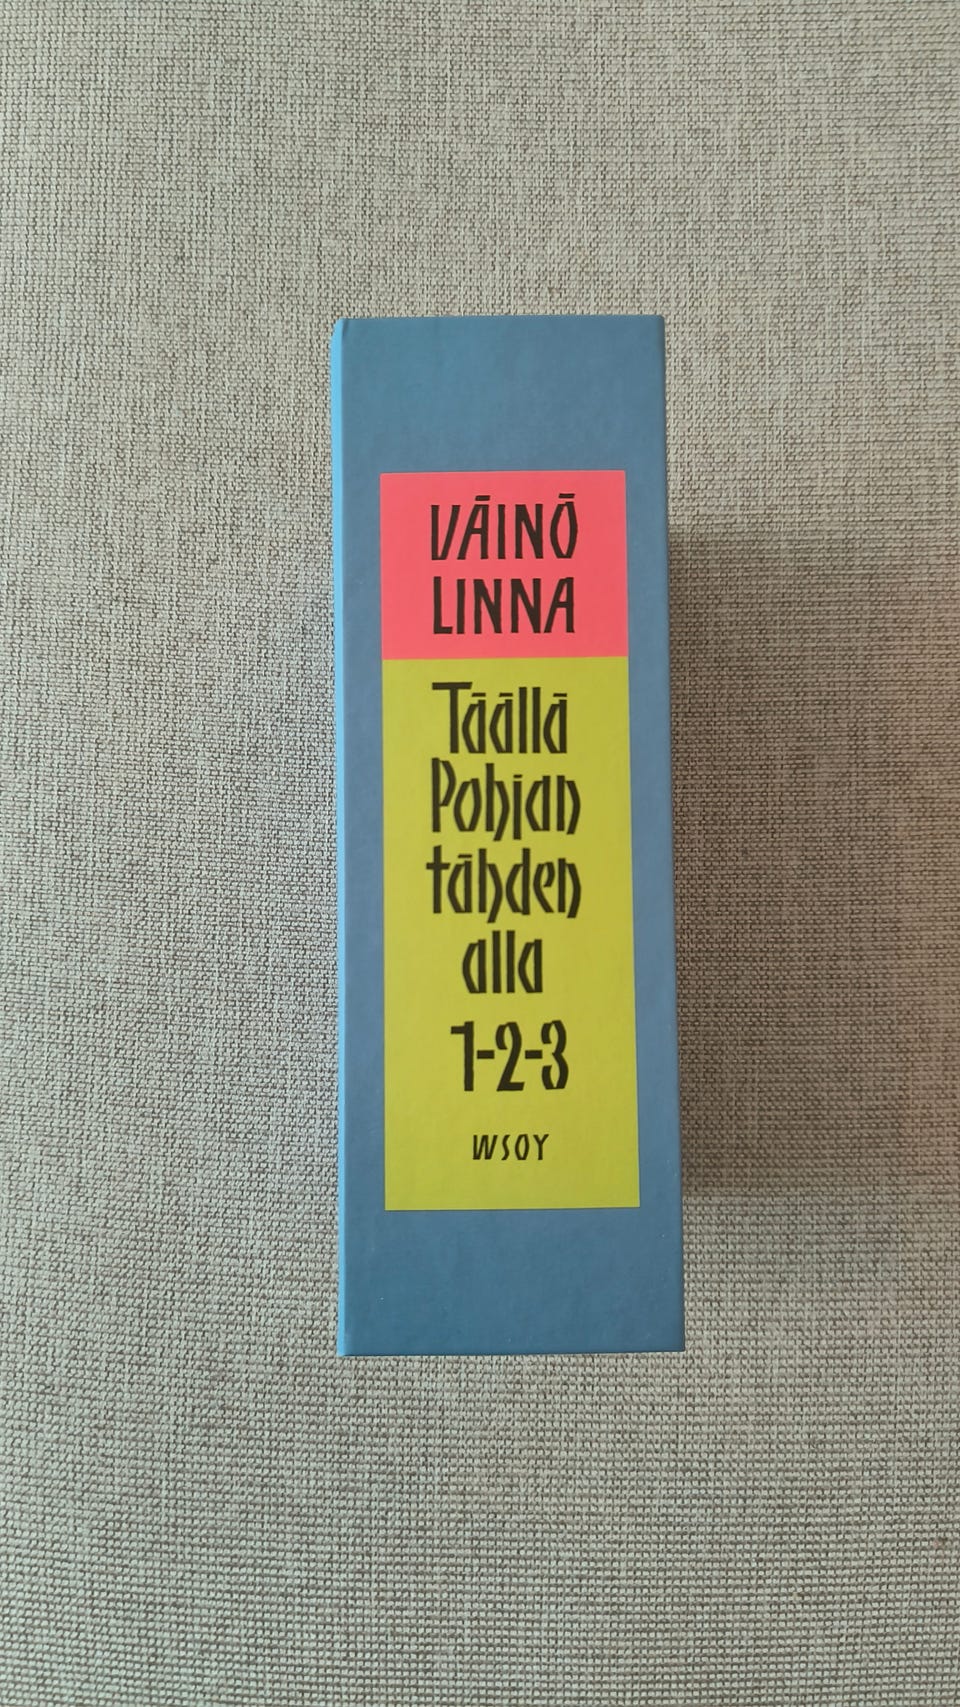 VÄINÖ
LINNA
Täällä
Pohjan
tähden
alla
1-2-3
WSOY